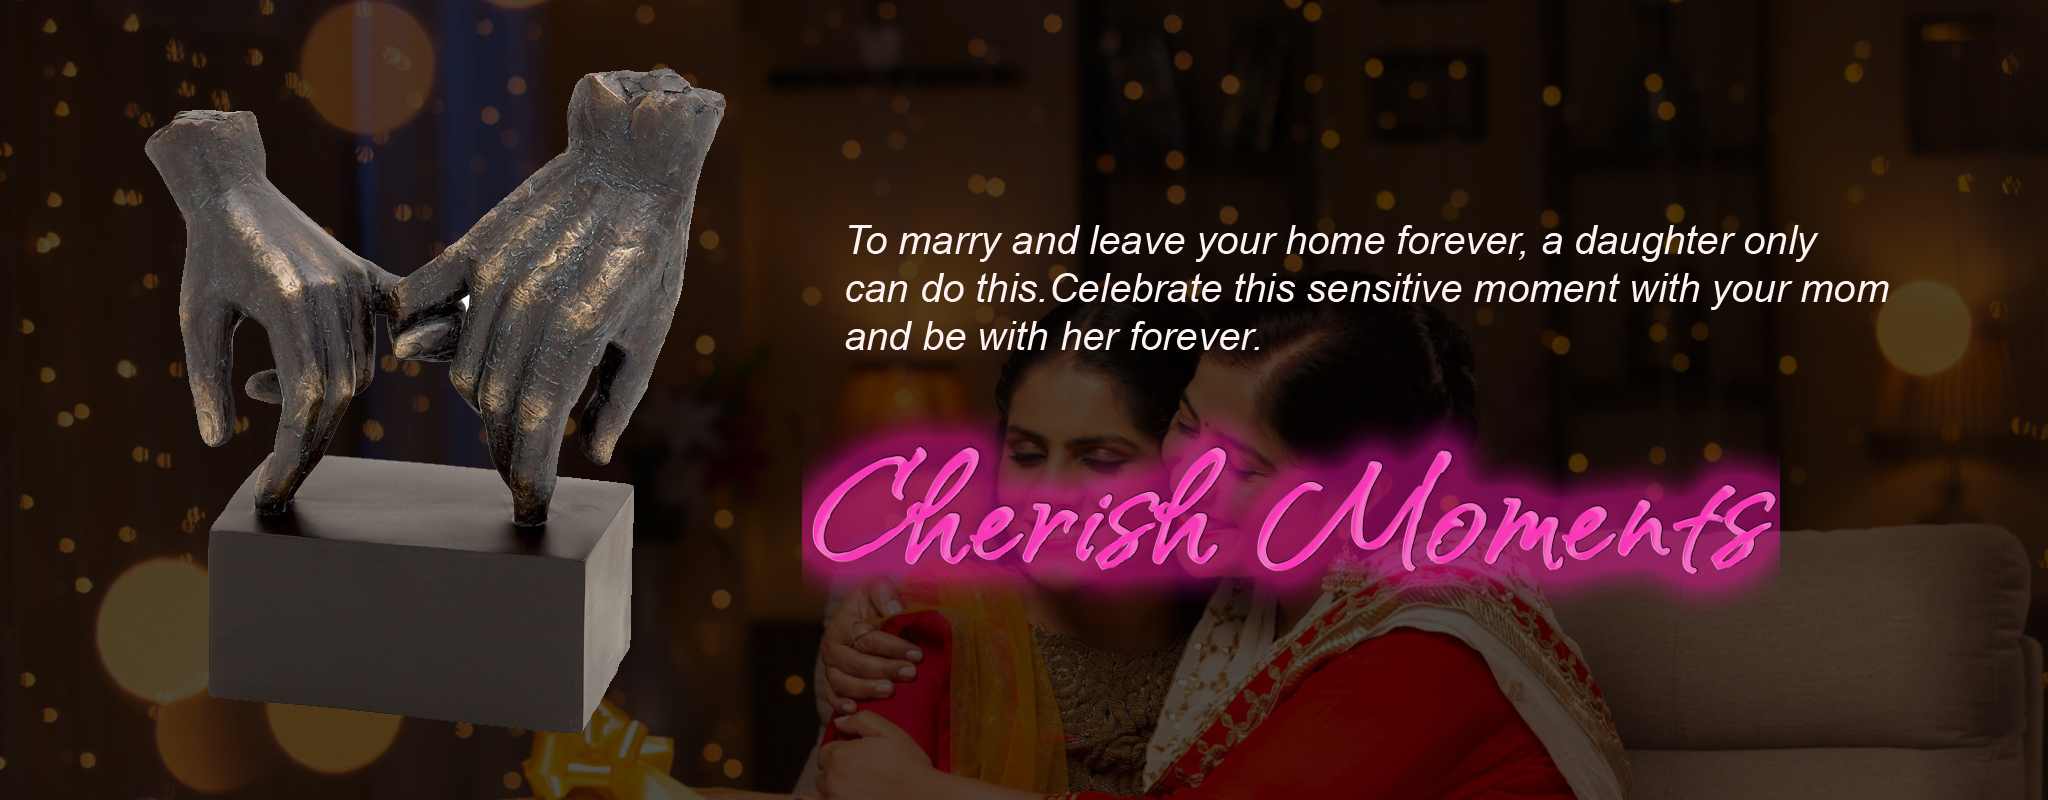 To marry and leave your home forever, a daughter only
can do this.Celebrate this sensitive moment with your mom
and be with her forever.
Cherish Moments